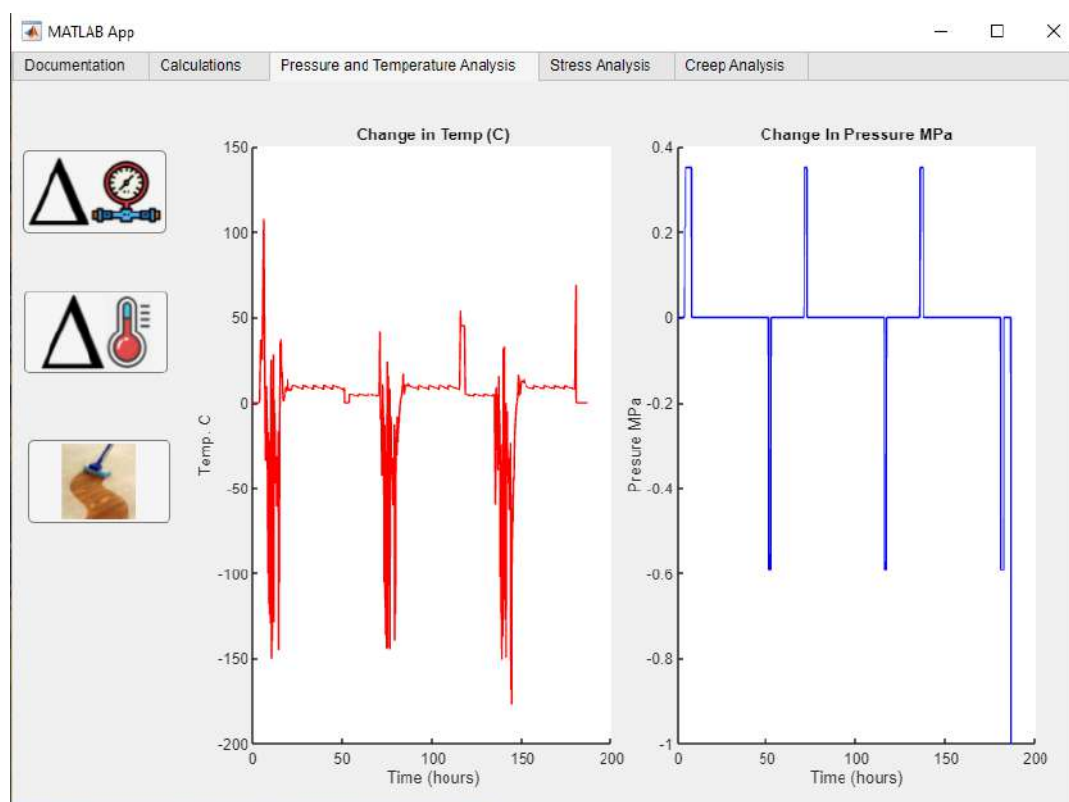 MATLAB App
Documentation Calculations Pressure and Temperature Analysis Stress Analysis Creep Analysis
Change in Temp (C)
150
100
50
0
-50
-100
-150
-200
Temp. C
0 50 100 150 200
Time (hours)
Change In Pressure MPa
0.4
0.2
0
-0.2
-0.4
-0.6
-0.8
-1
Presure MPa
0 50 100 150 200
Time (hours)